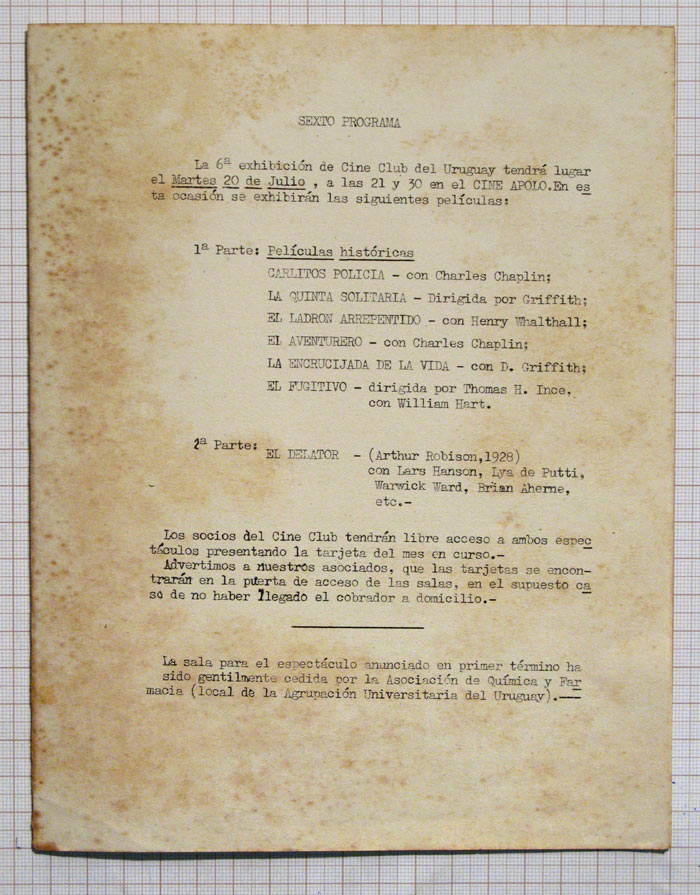 SEXTO PROGRAMA
La 6ª exhibición de Cine Club del Uruguay tendrá lugar
el Martes 20 de Julio , a las 21 y 30 en el CINE APOLO.En es
ta ocasión se exhibirán las siguientes películas:
1ª Parte: Películas históricas
CARLITOS POLICIA - con Charles Chaplin;
LA QUINTA SOLITARIA - Dirigida por Griffith;
EL LADRON ARREPENTIDO - con Henry Whalthall;
EL AVENTURERO - con Charles Chaplin;
LA ENCRUCIJADA DE LA VIDA - con D. Griffith;
EL FUGITIVO - dirigida por Thomas H. Ince,
con William Hart.
2ª Parte:
EL DELATOR - (Arthur Robison,1928)
con Lars Hanson, Lya de Putti,
Warwick Ward, Brian Aherne,
etc.-
Los socios del Cine Club tendrán libre acceso a ambos espec
táculos presentando la tarjeta del mes en curso.-
Advertimos a nuestros asociados, que las tarjetas se encon-
trarán en la puerta de acceso de las salas, en el supuesto ca
so de no haber llegado el cobrador a domicilio.-
La sala para el espectáculo anunciado en primer término ha
sido gentilmente cedida por la Asociación de Química y Far
macia (local de la Agrupación Universitaria del Uruguay).--